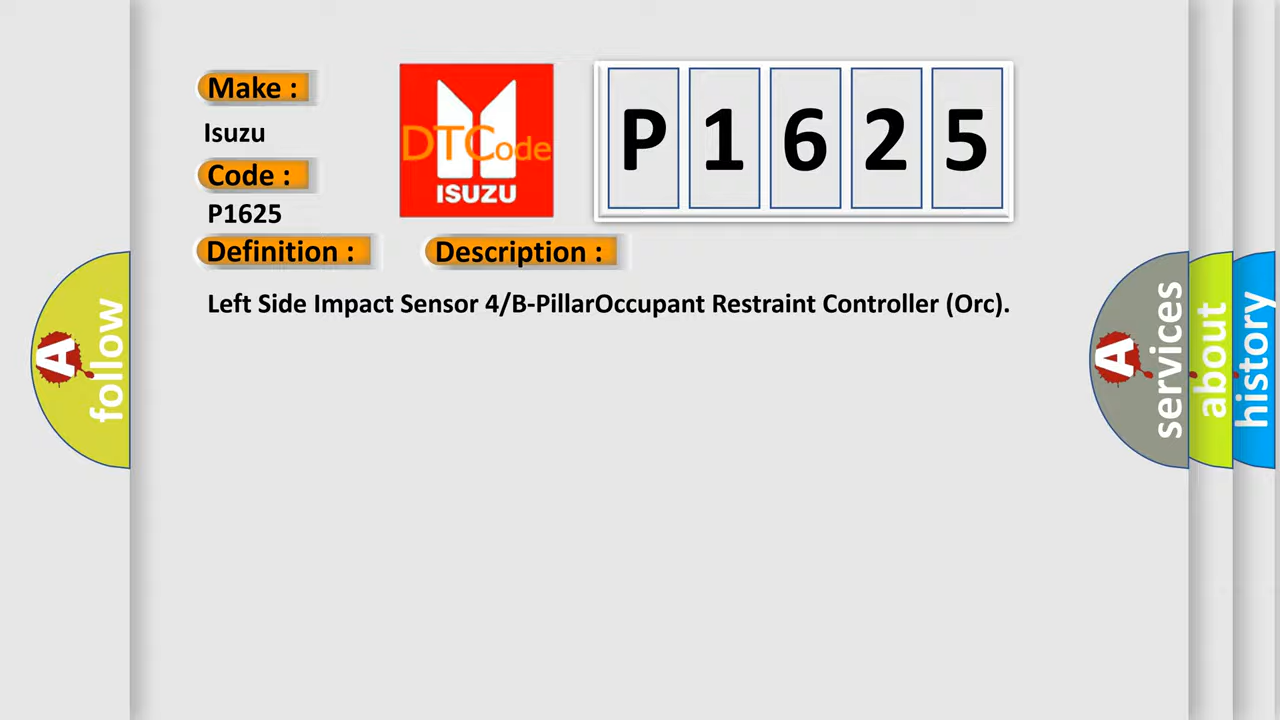 Make :
Isuzu
Code :
P1625
Definition :
Description :
Left Side Impact Sensor 4/B-PillarOccupant Restraint Controller (Orc).
DTCode
ISUZU
P 1 6 2 5
A follow
A services
about
history